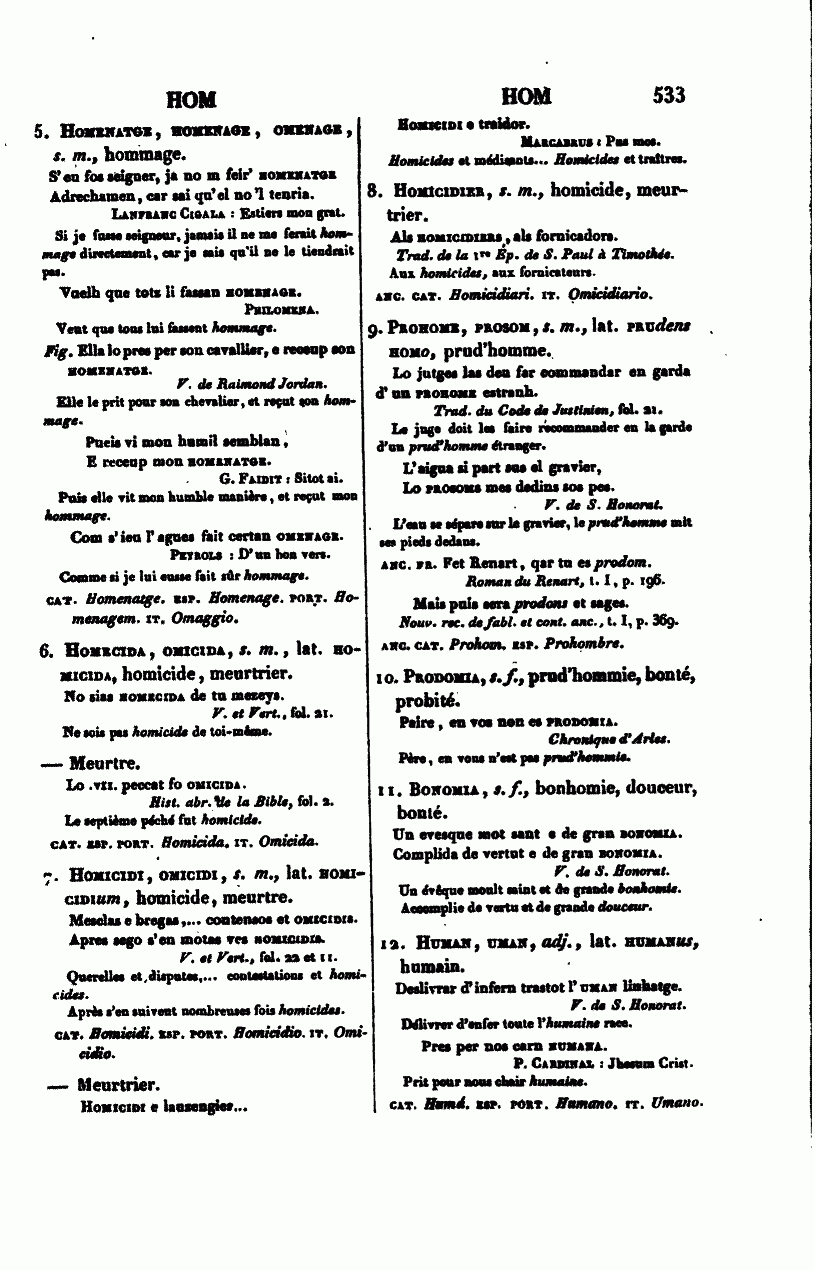 HOM
HOM 533
5. HOMENATGE, HOMENAGE, OMENAGE,
s. m., hommage.
S'eu fos seigner, ja no m feir' HOMENATGE
Adrechamen, car sai qu'el no 'l tenria.
LANFRANC CIGALA : Estiers mon grat.
Si je fusse seigneur, jamais il ne me ferait hom-
mage directement, car je sais qu'il ne le tiendrait
pas.
Vuelh que totz li fassan HOMENAGE.
PHILOMENA.
Veut que tous lui fassent hommage.
Fig. Ella lo pres per son cavallier, e receup son
HOMENATGE.
V. de Raimond Jordan.
Elle le prit pour son chevalier, et reçut son hom-
mage.
Pueis vi mon humil semblan,
E receup mon HOMENATGE.
G. FAIDIT : Sitot ai.
Puis elle vit mon humble manière, et reçut mon
hommage.
Com s'ieu l'agues fait certan OMENAGE.
PEYROLS : D'un bon vers.
Comme si je lui eusse fait sûr hommage.
CAT. Homenatge. ESP. Homenage. PORT. Ho-
menagem. IT. Omaggio.
6. HOMECIDA, OMICIDA, s. m., lat. HO-
MICIDA, homicide, meurtrier.
No sias HOMECIDA de tu mezeys.
V. et Vert., fol. 21.
Ne sois pas homicide de toi-même.
— Meurtre.
Lo .VII. peccat fo OMICIDA.
Hist. abr. de la Bible, fol. 2.
Le septième péché fut homicide.
CAT. ESP. PORT. Homicida. IT. Omicida.
7. HOMICIDI, OMICIDI, s. m., lat. HOMI-
CIDIum, homicide, meurtre.
Mesclas e bregas,... contensos et OMICIDIS.
Apres sego s'en motas ves HOMICIDIS.
V. et Vert., fol. 22 et 11.
Querelles et disputes,... contestations et homi-
cides.
Après s'en suivent nombreuses fois homicides.
CAT. Homicidi. ESP. PORT. Homicidio. IT. Omi-
cidio.
— Meurtrier.
HOMICIDI e lausengier...
HOMICIDI e traidor.
MARCABRUS : Pus mos.
Homicides et médisants... Homicides et traîtres.
8. HOMICIDIER, s. m., homicide, meur-
trier.
Als HOMICIDIERS, als fornicadors.
Trad. de la 1re Ép. de S. Paul à Timothée.
Aux homicides, aux fornicateurs.
ANC. CAT. Homicidiari. IT. Omicidiario.
9. PROHOME, PROSOM, s. m., lat. PRUdens
HOMO, prud'homme.
Lo jutges las deu far commandar en garda
d'un PROHOME estranh.
Trad. du Code de Justinien, fol. 21.
Le juge doit les faire recommander en la garde
d'un prud'homme étranger.
L'aigua si part sus el gravier,
Lo PROSOMS mes dedins sos pes.
V. de S. Honorat.
L'eau se sépare sur le gravier, le prud'homme mit
ses pieds dedans.
ANC. FR. Fet Renart, qar tu es prodom.
Roman du Renart, t. I, p. 196.
Mais puis sera prodons et sages.
Nouv. rec. de fabl. et cont. anc., t. I, p. 369.
ANC. CAT. Prohom. ESP. Prohombre.
10. PRODOMIA, s. f., prud'hommie, bonté,
probité.
Paire, en vos non es PRODOMIA.
Chronique d'Arles.
Père, en vous n'est pas prud'hommie.
11. BONOMIA, s. f., bonhomie, douceur,
bonté.
Un evesque mot sant e de gran BONOMIA.
Complida de vertut e de gran BONOMIA.
V. de S. Honorat.
Un évêque moult saint et de grande bonhomie.
Accomplie de vertu et de grande douceur.
12. HUMAN, UMAN, adj., lat. HUMANUS,
humain.
Deslivrar d'infern trastot l'UMAN linhatge.
V. de S. Honorat.
Délivrer d'enfer toute l'humaine race.
Pres per nos carn HUMANA.
P. CARDINAL : Jhesum Crist.
Prit pour nous chair humaine.
CAT. Humá. ESP. PORT. Humano. IT. Umano.